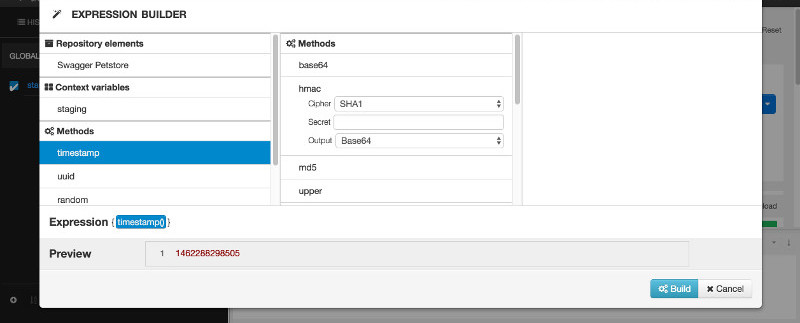 EXPRESSION BUILDER
HIS
Reset
Repository elements
Methods
GLOBAL
Swagger Petstore
base64
Context variables
sta
hmac
staging
Cipher SHA1
Secret
Methods
Output Base64
timestamp
md5
uuid
upper
random
load
Expression { timestamp() }
Preview
1 1462288298505
Build
Cancel